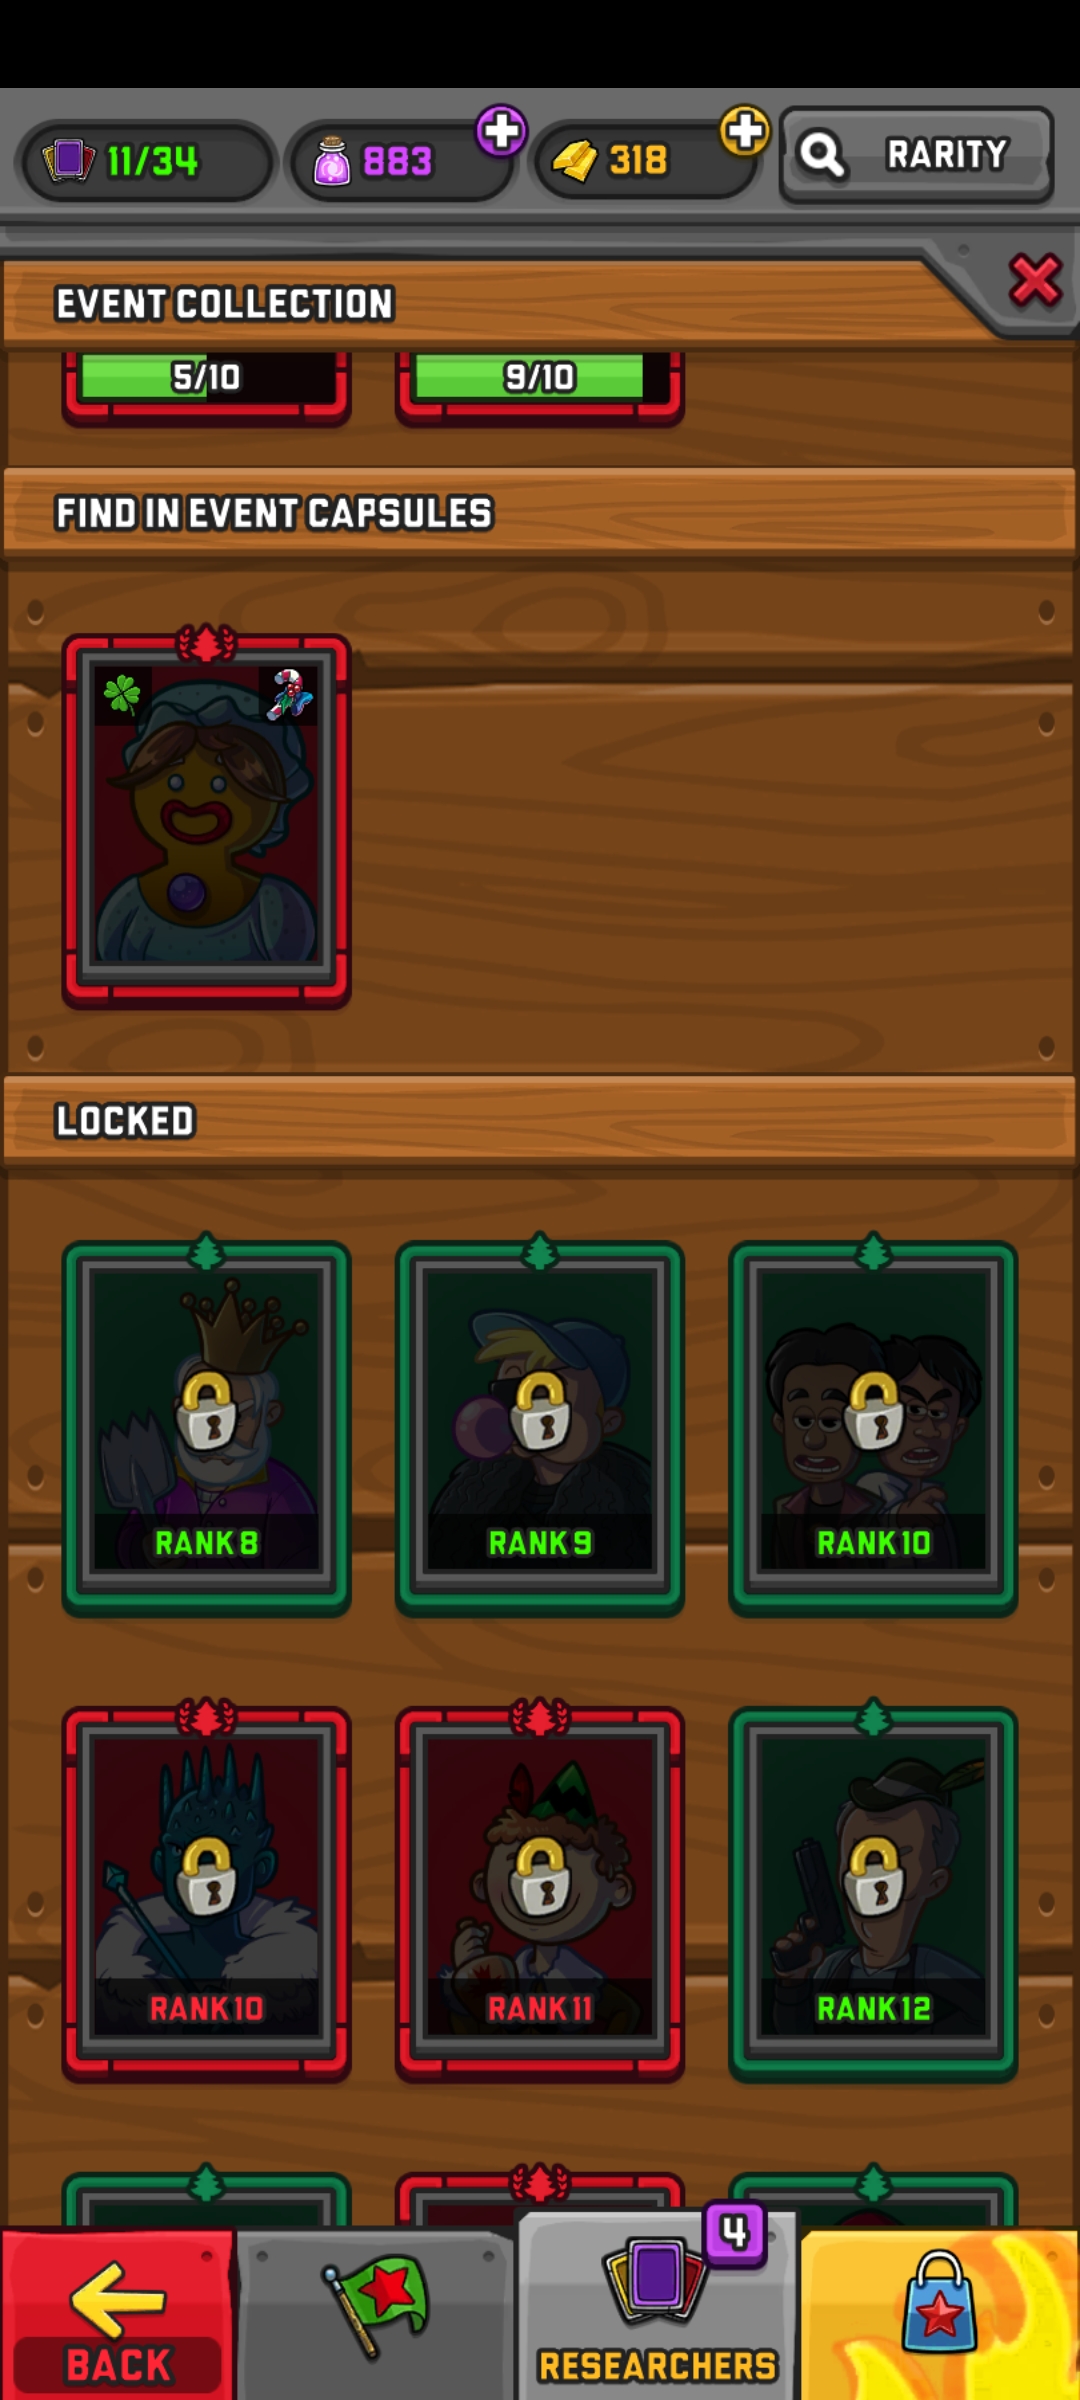 11/34
883
318
RARITY
EVENT COLLECTION
5/10
9/10
FIND IN EVENT CAPSULES
LOCKED
RANK 8
RANK 9
RANK 10
RANK 10
RANK 11
RANK 12
4
BACK
RESEARCHERS